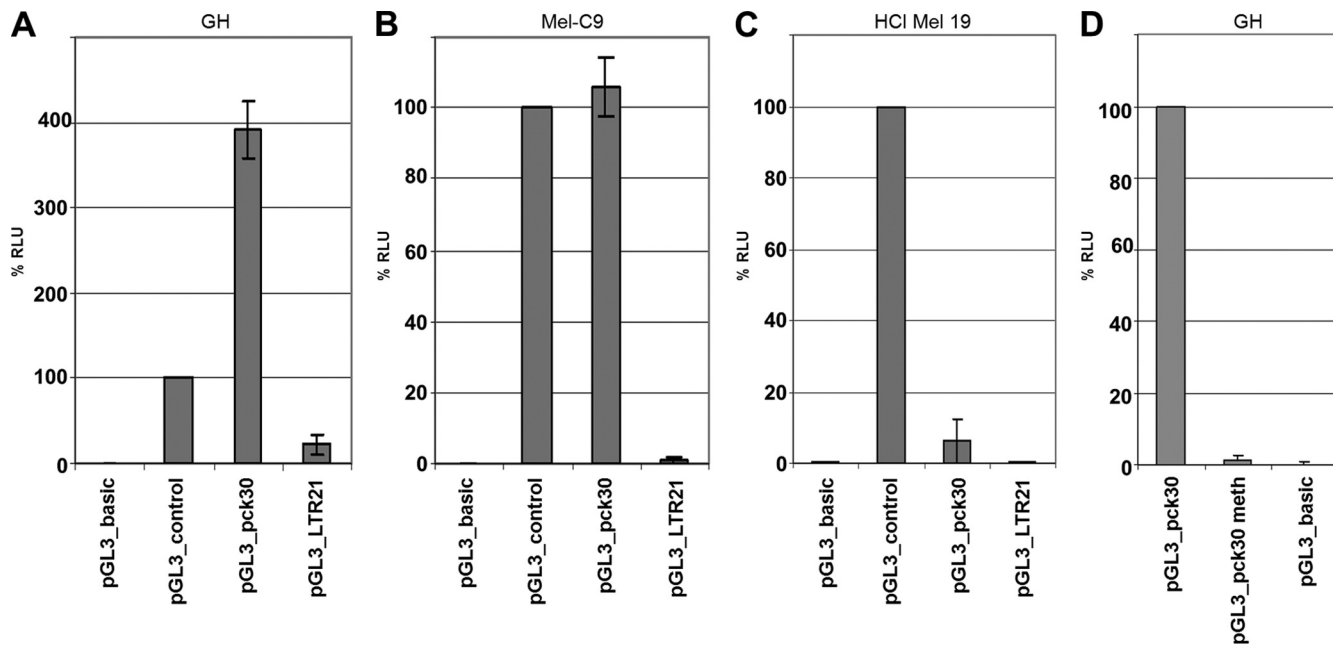 A
GH
% RLU
400
300
200
100
0
pGL3_basic
pGL3_control
pGL3_pck30
pGL3_LTR21
B
Mel-C9
% RLU
100
80
60
40
20
0
pGL3_basic
pGL3_control
pGL3_pck30
pGL3_LTR21
C
HCl Mel 19
% RLU
100
80
60
40
20
0
pGL3_basic
pGL3_control
pGL3_pck30
pGL3_LTR21
D
GH
% RLU
100
80
60
40
20
0
pGL3_pck30
pGL3_pck30 meth
pGL3_basic